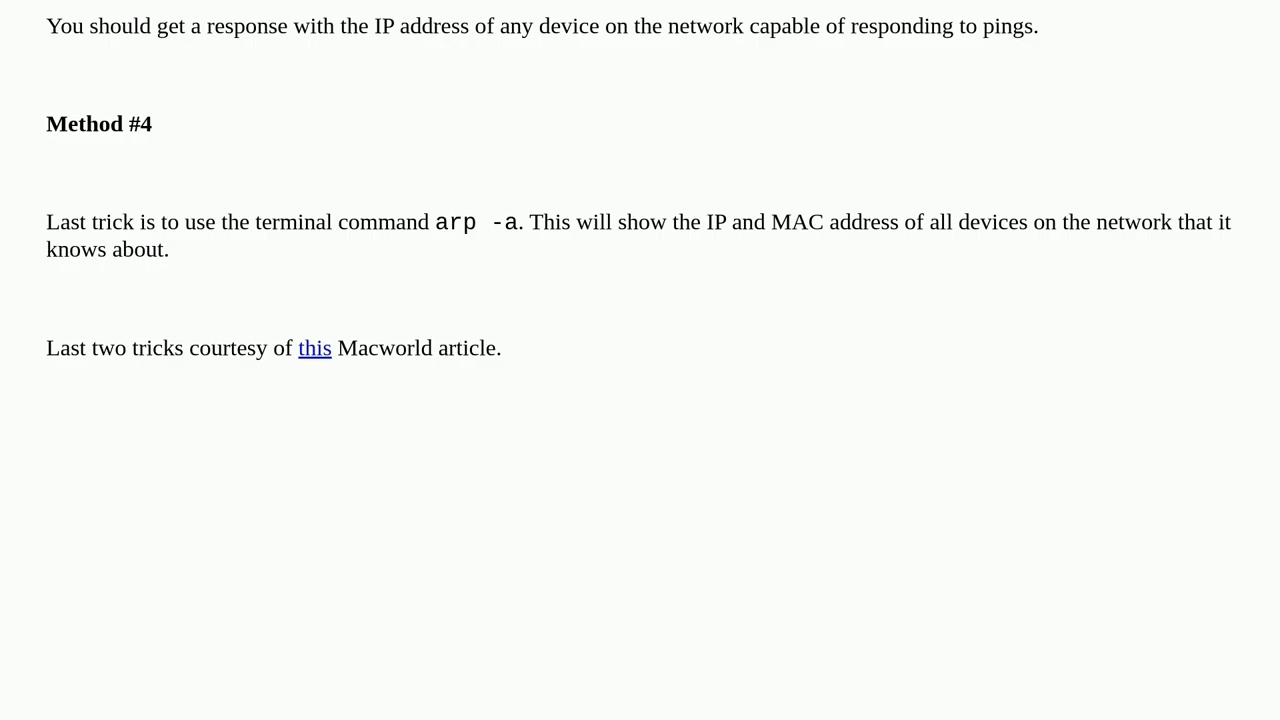 You should get a response with the IP address of any device on the network capable of responding to pings.
Method #4
Last trick is to use the terminal command arp -a. This will show the IP and MAC address of all devices on the network that it
knows about.
Last two tricks courtesy of this Macworld article.